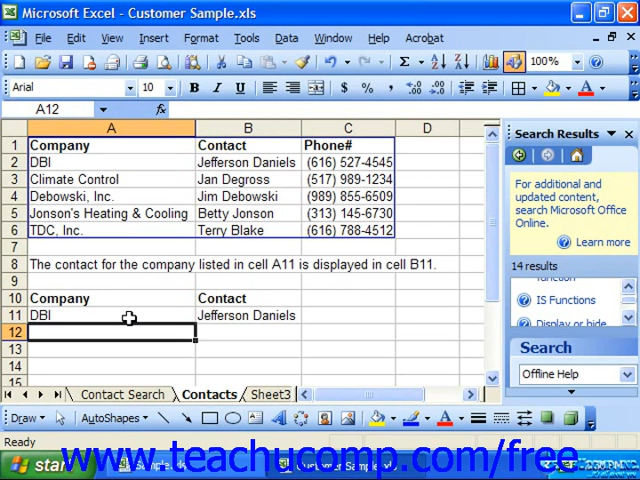 Microsoft Excel - Customer Sample.xls
File Edit View Insert Format Tools Data Window Help Acrobat
100%
Arial 10 B I U $ %
A12 fx
A B C D
1 Company Contact Phone#
2 DBI Jefferson Daniels (616) 527-4545
3 Climate Control Jan Degross (517) 989-1234
4 Debowski, Inc. Jim Debowski (989) 855-6509
5 Jonson's Heating & Cooling Betty Jonson (313) 145-6730
6 TDC, Inc. Terry Blake (616) 788-4512
7
8 The contact for the company listed in cell A11 is displayed in cell B11.
9
10 Company Contact
11 DBI Jefferson Daniels
12
13
14
15
Search Results
For additional and
updated content,
search Microsoft Office
Online.
Learn more
14 results
function
IS Functions
Display or hide
Search
Offline Help
Contact Search Contacts Sheet3
Draw AutoShapes
Ready
start
www.teachucomp.com/free